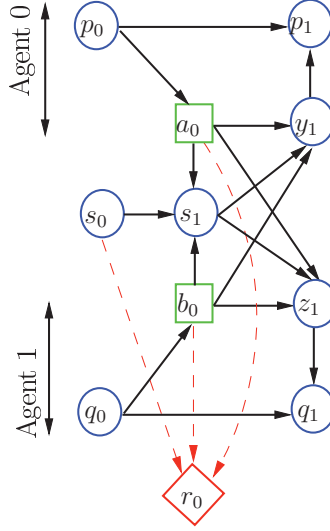 Agent 0
p₀
p₁
a₀
y₁
s₀
s₁
b₀
z₁
Agent 1
q₀
q₁
r₀